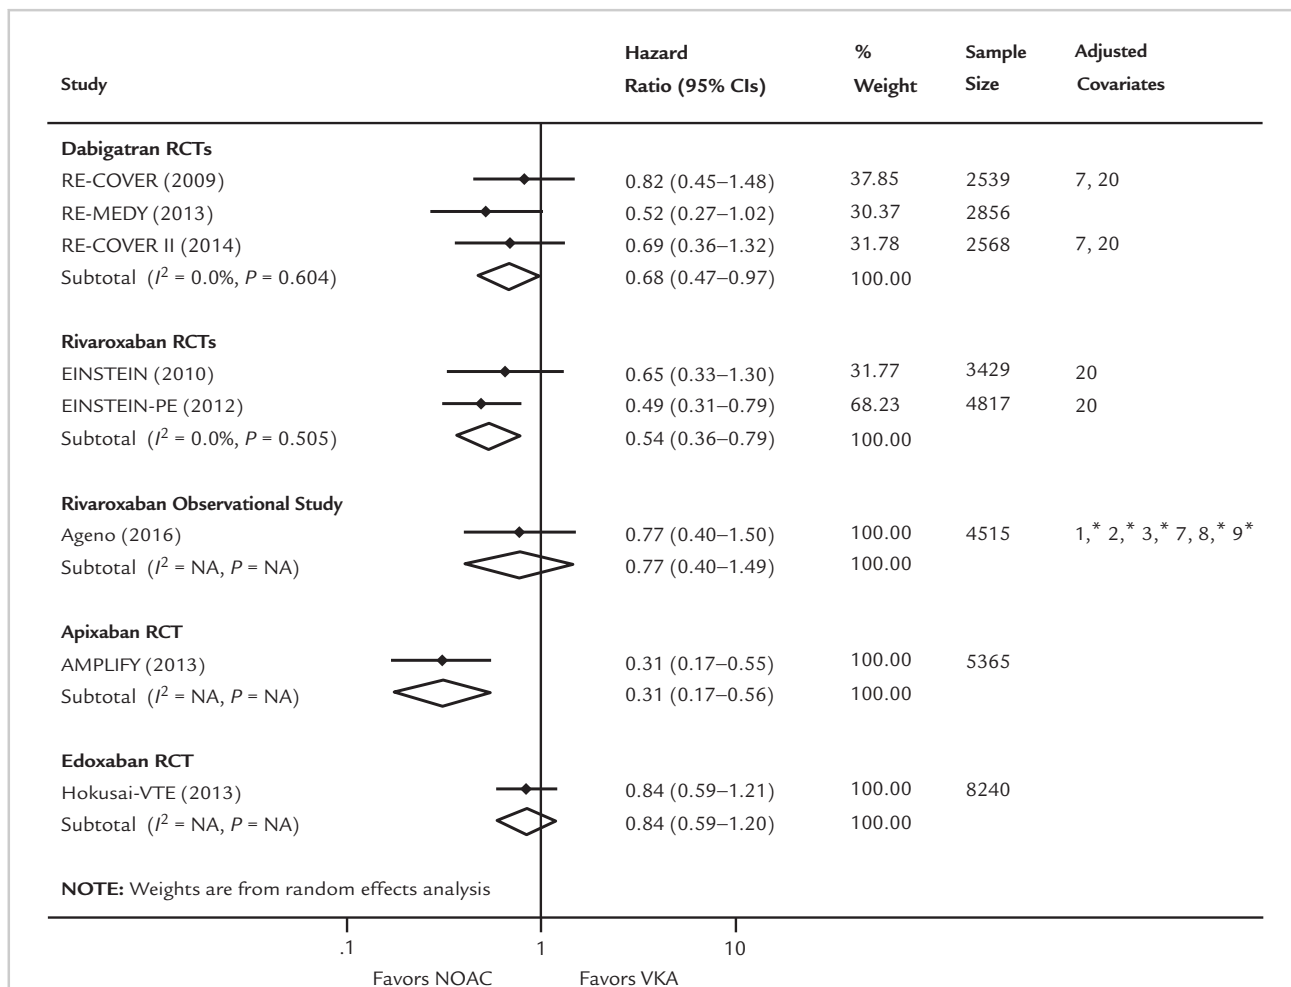 Study Hazard Ratio (95% CIs) % Weight Sample Size Adjusted Covariates
Dabigatran RCTs
RE-COVER (2009) 0.82 (0.45–1.48) 37.85 2539 7, 20
RE-MEDY (2013) 0.52 (0.27–1.02) 30.37 2856
RE-COVER II (2014) 0.69 (0.36–1.32) 31.78 2568 7, 20
Subtotal (I² = 0.0%, P = 0.604) 0.68 (0.47–0.97) 100.00
Rivaroxaban RCTs
EINSTEIN (2010) 0.65 (0.33–1.30) 31.77 3429 20
EINSTEIN-PE (2012) 0.49 (0.31–0.79) 68.23 4817 20
Subtotal (I² = 0.0%, P = 0.505) 0.54 (0.36–0.79) 100.00
Rivaroxaban Observational Study
Ageno (2016) 0.77 (0.40–1.50) 100.00 4515 1,* 2,* 3,* 7, 8,* 9*
Subtotal (I² = NA, P = NA) 0.77 (0.40–1.49) 100.00
Apixaban RCT
AMPLIFY (2013) 0.31 (0.17–0.55) 100.00 5365
Subtotal (I² = NA, P = NA) 0.31 (0.17–0.56) 100.00
Edoxaban RCT
Hokusai-VTE (2013) 0.84 (0.59–1.21) 100.00 8240
Subtotal (I² = NA, P = NA) 0.84 (0.59–1.20) 100.00
NOTE: Weights are from random effects analysis
.1 1 10
Favors NOAC Favors VKA